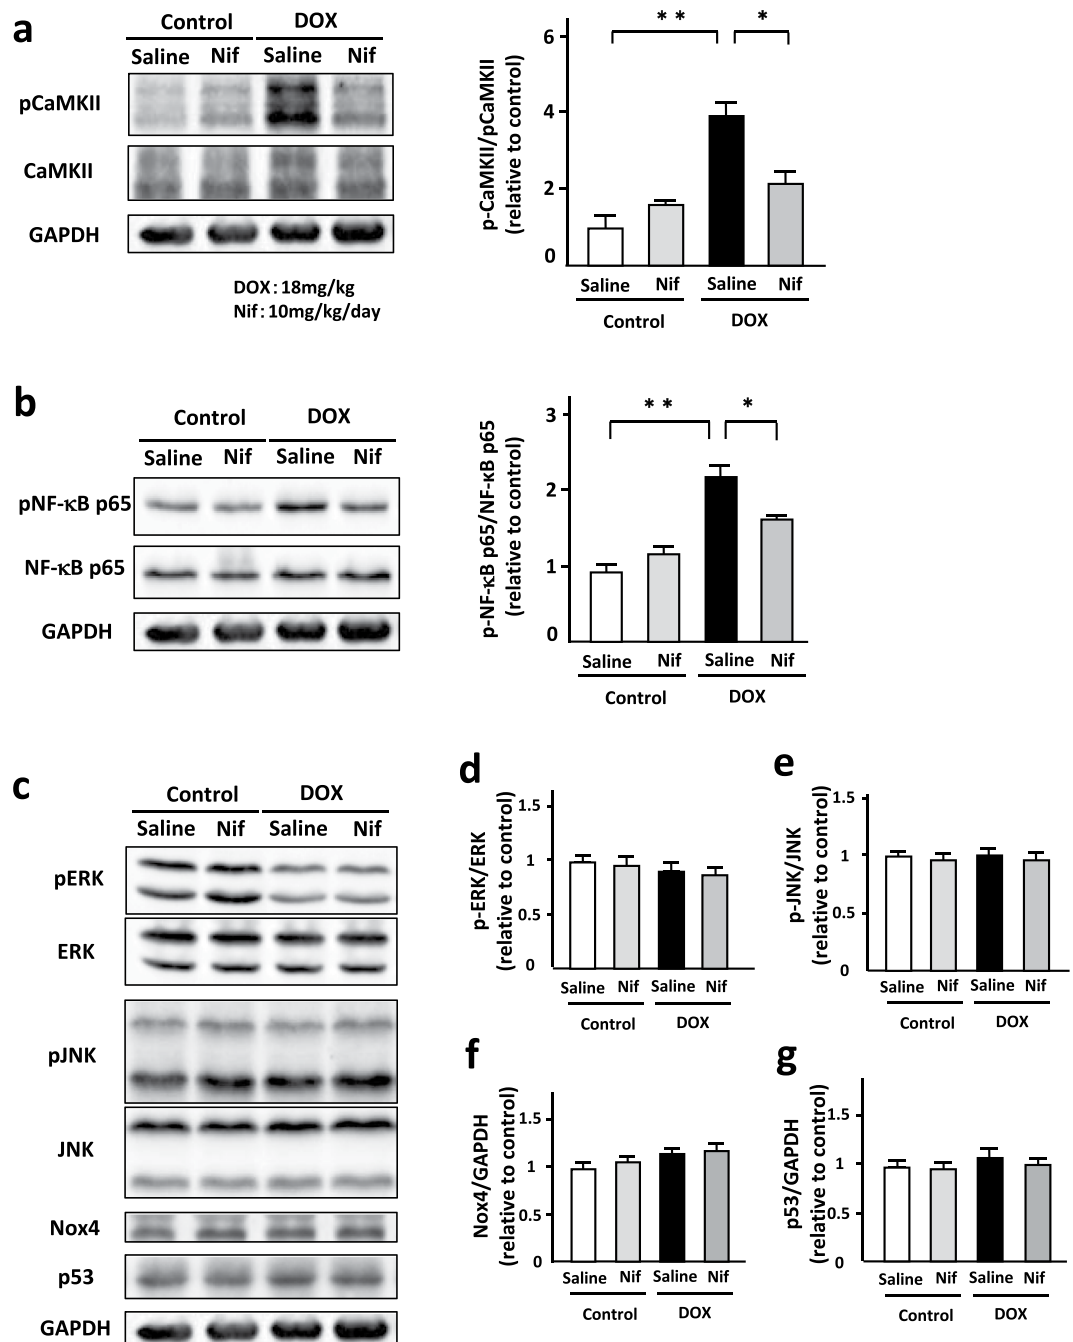 a
Control DOX
Saline Nif Saline Nif
pCaMKII
CaMKII
GAPDH
DOX: 18mg/kg
Nif: 10mg/kg/day
p-CaMKII/pCaMKII
(relative to control)
6
4
2
0
* *
*
Saline Nif Saline Nif
Control DOX
b
Control DOX
Saline Nif Saline Nif
pNF-κB p65
NF-κB p65
GAPDH
p-NF-κB p65/NF-κB p65
(relative to control)
3
2
1
0
* *
*
Saline Nif Saline Nif
Control DOX
c
Control DOX
Saline Nif Saline Nif
pERK
ERK
pJNK
JNK
Nox4
p53
GAPDH
d
p-ERK/ERK
(relative to control)
1.5
1
0.5
0
Saline Nif Saline Nif
Control DOX
e
p-JNK/JNK
(relative to control)
1.5
1
0.5
0
Saline Nif Saline Nif
Control DOX
f
Nox4/GAPDH
(relative to control)
1.5
1
0.5
0
Saline Nif Saline Nif
Control DOX
g
p53/GAPDH
(relative to control)
1.5
1
0.5
0
Saline Nif Saline Nif
Control DOX